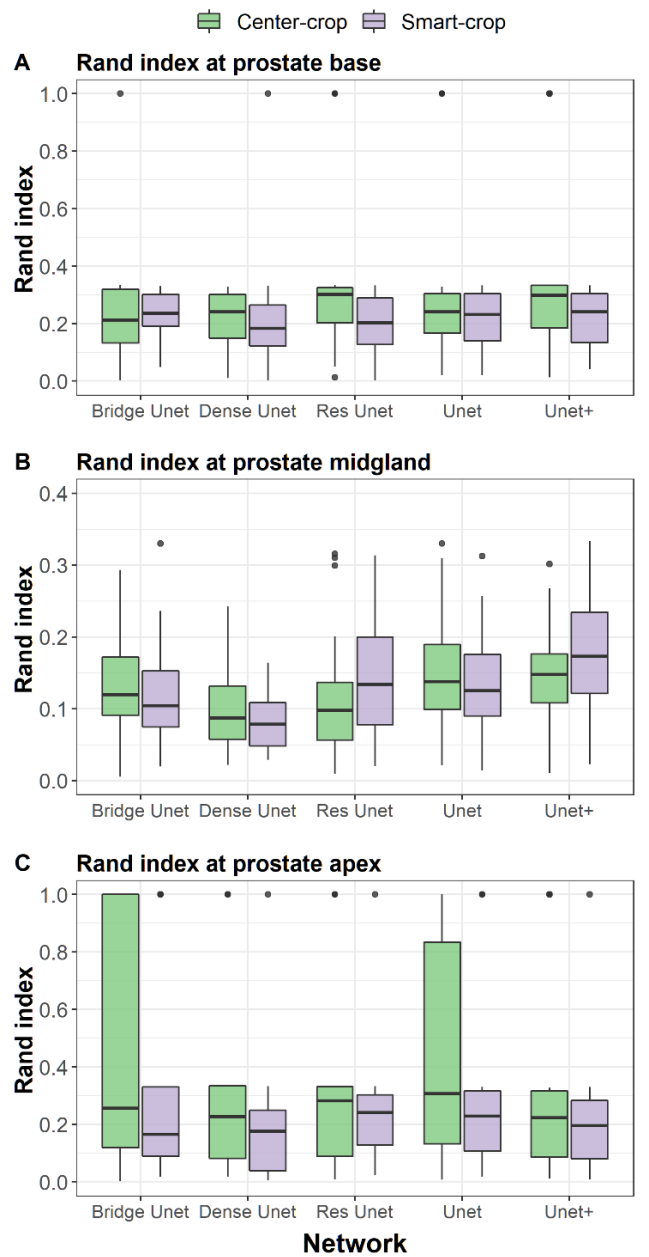 Center-crop Smart-crop
A Rand index at prostate base
Rand index
1.0
0.8
0.6
0.4
0.2
0.0
Bridge Unet Dense Unet Res Unet Unet Unet+
B Rand index at prostate midgland
Rand index
0.4
0.3
0.2
0.1
0.0
Bridge Unet Dense Unet Res Unet Unet Unet+
C Rand index at prostate apex
Rand index
1.0
0.8
0.6
0.4
0.2
0.0
Bridge Unet Dense Unet Res Unet Unet Unet+
Network